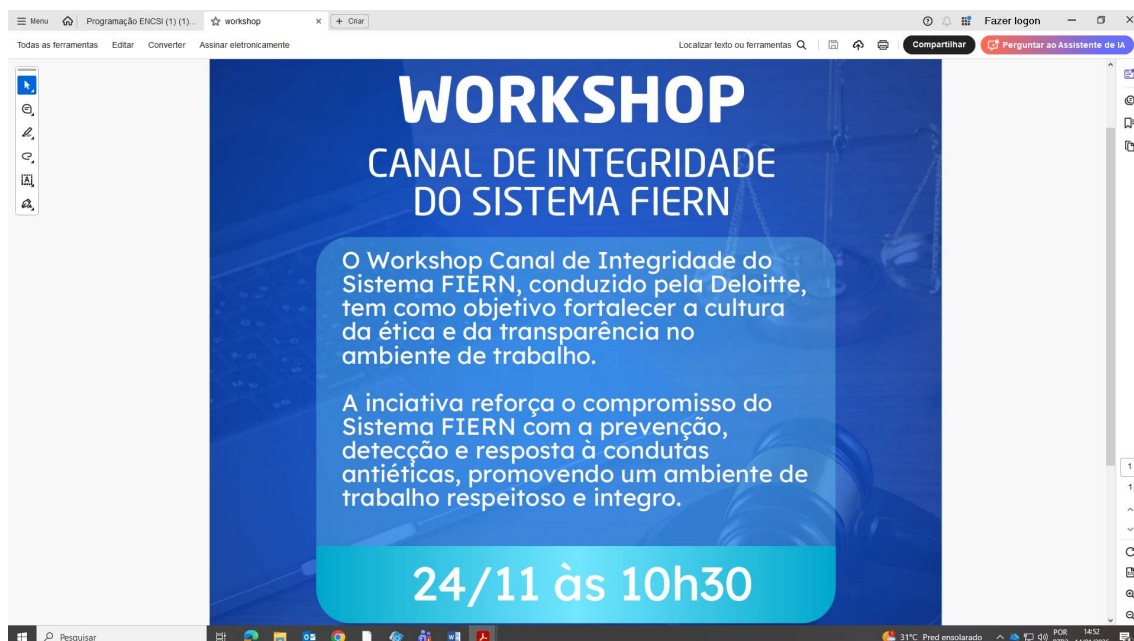 Menu
Programação ENCSI (1) (1)...
workshop
+ Criar
Fazer logon
Todas as ferramentas Editar Converter Assinar eletronicamente
Localizar texto ou ferramentas
Compartilhar
Perguntar ao Assistente de IA
WORKSHOP
CANAL DE INTEGRIDADE
DO SISTEMA FIERN
O Workshop Canal de Integridade do
Sistema FIERN, conduzido pela Deloitte,
tem como objetivo fortalecer a cultura
da ética e da transparência no
ambiente de trabalho.
A inciativa reforça o compromisso do
Sistema FIERN com a prevenção,
detecção e resposta à condutas
antiéticas, promovendo um ambiente de
trabalho respeitoso e integro.
24/11 às 10h30
1
1
Pesquisar
31°C Pred ensolarado
POR
14:52